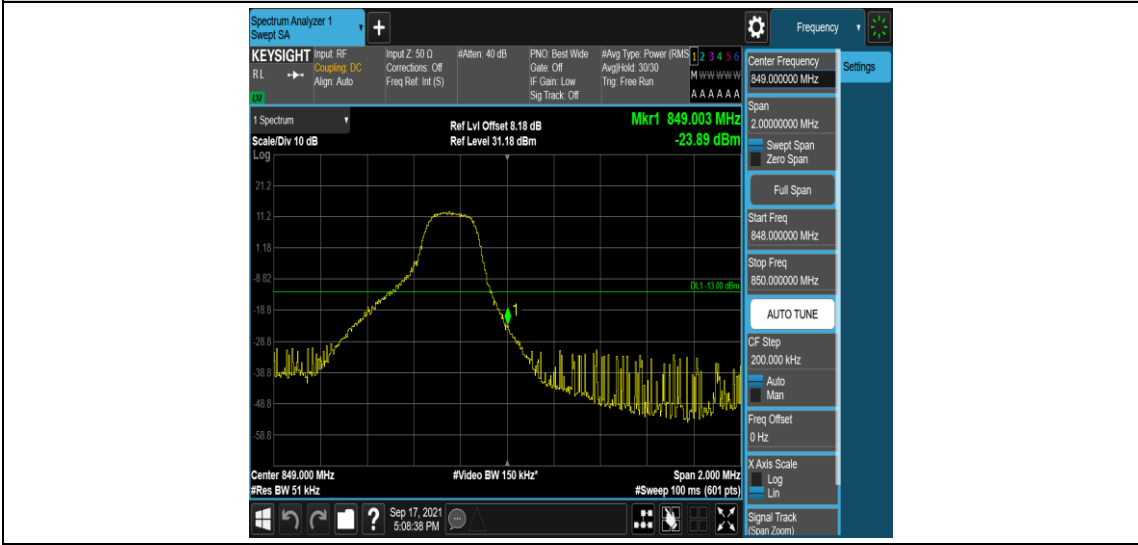 Spectrum Analyzer 1
Swept SA
Frequency
KEYSIGHT
RL
LM
Input: RF
Coupling: DC
Align: Auto
Input Z: 50 Ω
Corrections: Off
Freq Ref: Int (S)
#Atten: 40 dB
PNO: Best Wide
Gate: Off
IF Gain: Low
Sig Track: Off
#Avg Type: Power (RMS
Avg|Hold: 30/30
Trig: Free Run
1 2 3 4 5 6
M W W W W W
A A A A A A
1 Spectrum
Scale/Div 10 dB
Log
Ref Lvl Offset 8.18 dB
Ref Level 31.18 dBm
Mkr1 849.003 MHz
-23.89 dBm
21.2
11.2
1.18
-8.82
-18.8
-28.8
-38.8
-48.8
-58.8
DL1 -13.00 dBm
1
Center 849.000 MHz
#Res BW 51 kHz
#Video BW 150 kHz*
Span 2.000 MHz
#Sweep 100 ms (601 pts)
Sep 17, 2021
5:08:38 PM
Center Frequency
849.000000 MHz
Settings
Span
2.00000000 MHz
Swept Span
Zero Span
Full Span
Start Freq
848.000000 MHz
Stop Freq
850.000000 MHz
AUTO TUNE
CF Step
200.000 kHz
Auto
Man
Freq Offset
0 Hz
X Axis Scale
Log
Lin
Signal Track
(Span Zoom)